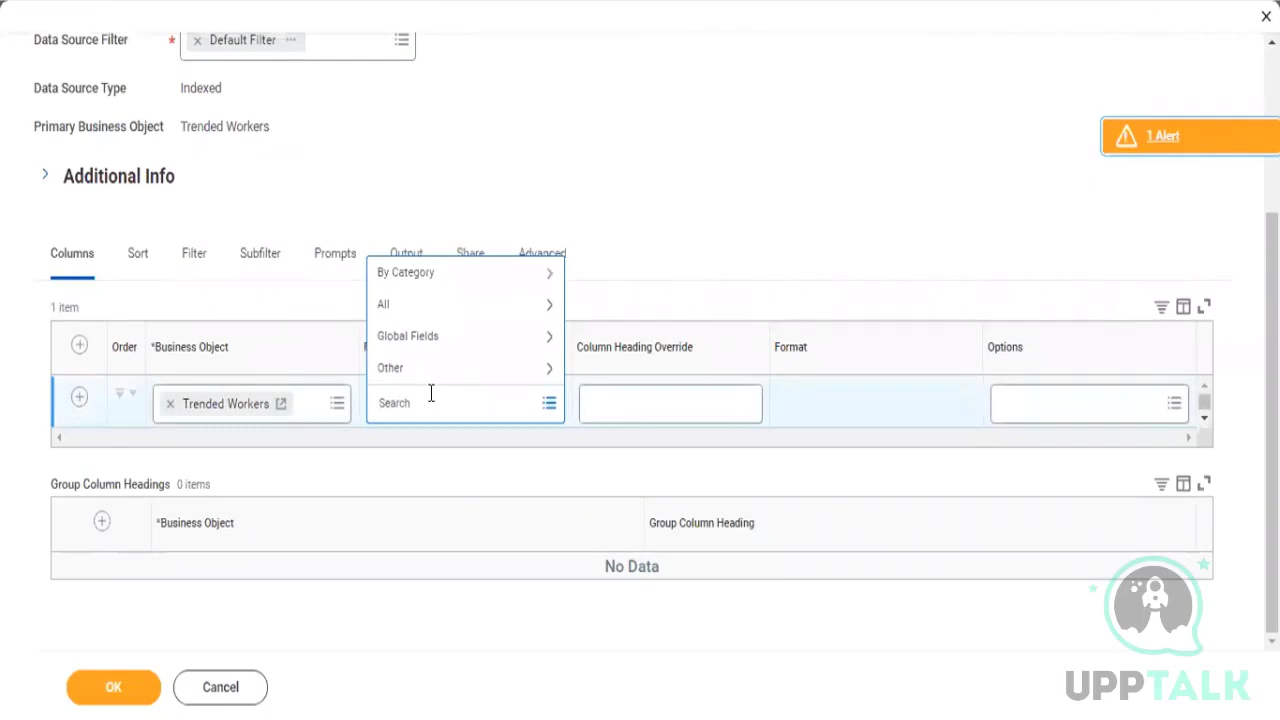 Data Source Filter * Default Filter
Data Source Type Indexed
Primary Business Object Trended Workers
1 Alert
Additional Info
Columns Sort Filter Subfilter Prompts Output Share Advanced
By Category
1 item
All
Global Fields
Order *Business Object Column Heading Override Format Options
Other
Trended Workers Search
Group Column Headings 0 items
*Business Object Group Column Heading
No Data
OK Cancel
UPPTALK